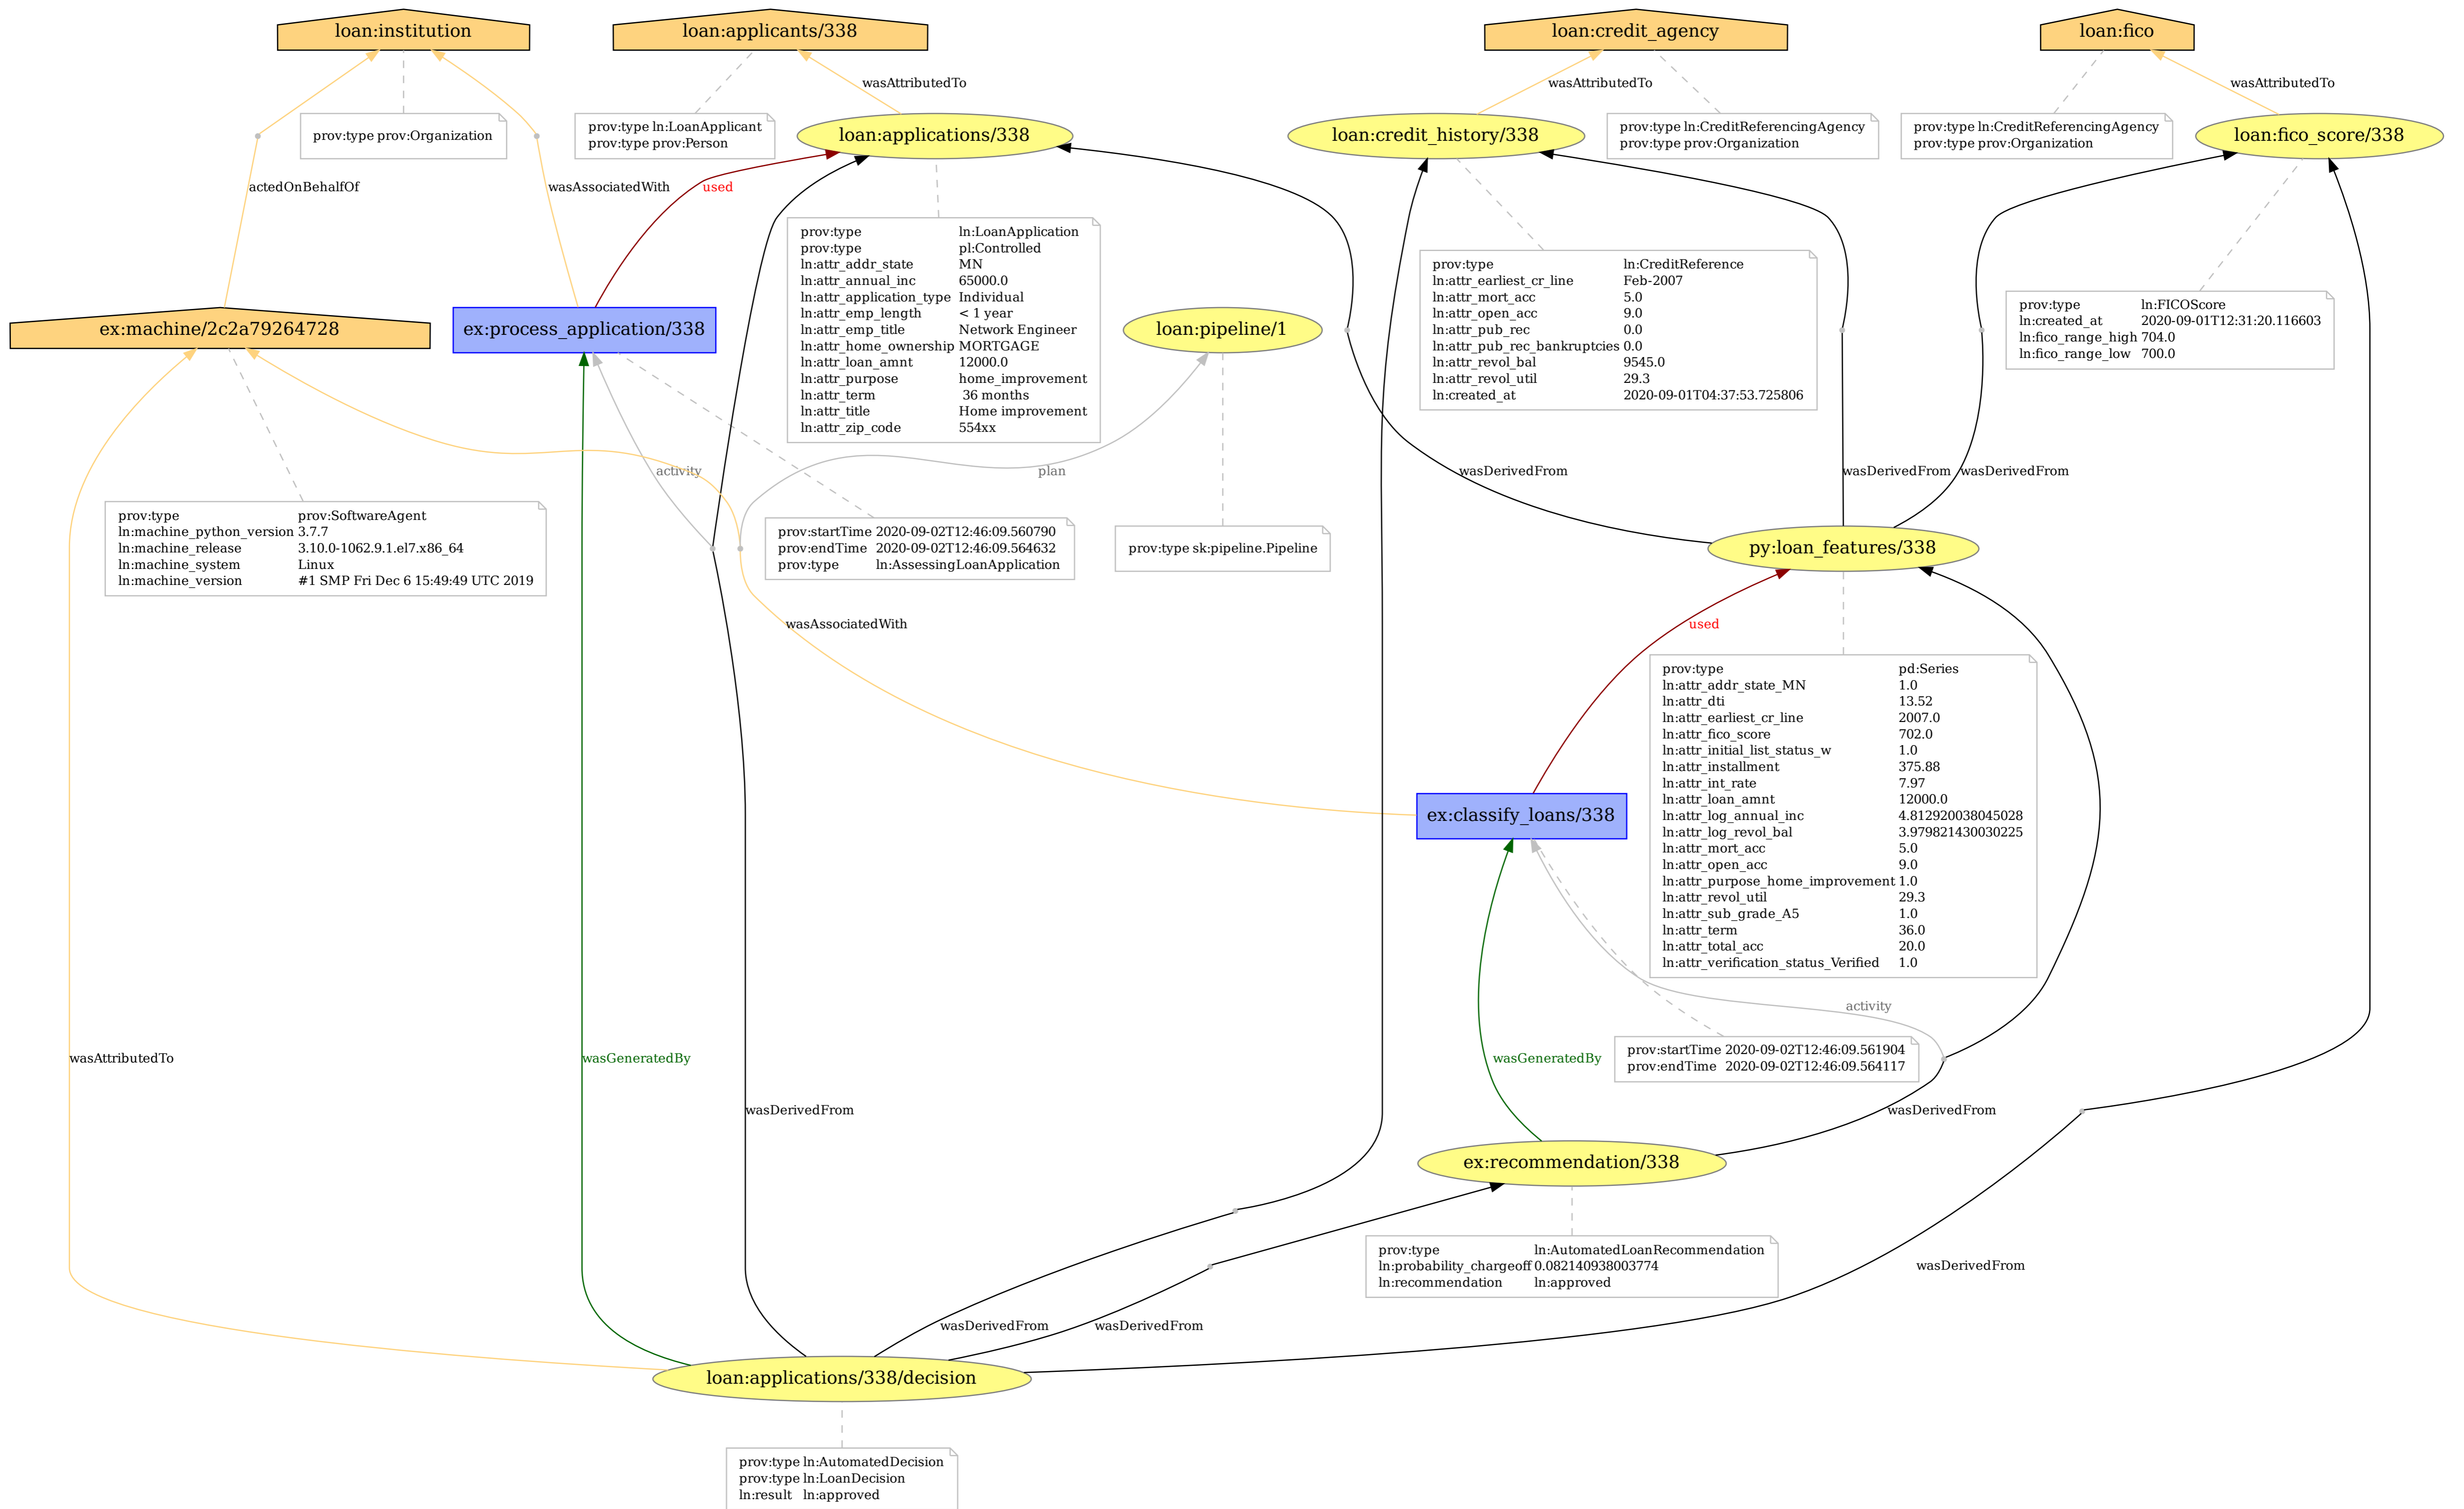 loan:institution
loan:applicants/338
loan:credit_agency
loan:fico
wasAttributedTo
wasAttributedTo
wasAttributedTo
prov:type prov:Organization
prov:type ln:LoanApplicant
prov:type prov:Person
loan:applications/338
loan:credit_history/338
prov:type ln:CreditReferencingAgency
prov:type prov:Organization
prov:type ln:CreditReferencingAgency
prov:type prov:Organization
loan:fico_score/338
actedOnBehalfOf
wasAssociatedWith
used
prov:type ln:LoanApplication
prov:type pl:Controlled
ln:attr_addr_state MN
ln:attr_annual_inc 65000.0
ln:attr_application_type Individual
ln:attr_emp_length < 1 year
ln:attr_emp_title Network Engineer
ln:attr_home_ownership MORTGAGE
ln:attr_loan_amnt 12000.0
ln:attr_purpose home_improvement
ln:attr_term 36 months
ln:attr_title Home improvement
ln:attr_zip_code 554xx
prov:type ln:CreditReference
ln:attr_earliest_cr_line Feb-2007
ln:attr_mort_acc 5.0
ln:attr_open_acc 9.0
ln:attr_pub_rec 0.0
ln:attr_pub_rec_bankruptcies 0.0
ln:attr_revol_bal 9545.0
ln:attr_revol_util 29.3
ln:created_at 2020-09-01T04:37:53.725806
prov:type ln:FICOScore
ln:created_at 2020-09-01T12:31:20.116603
ln:fico_range_high 704.0
ln:fico_range_low 700.0
ex:machine/2c2a79264728
ex:process_application/338
loan:pipeline/1
activity
plan
wasDerivedFrom
wasDerivedFrom
wasDerivedFrom
prov:type prov:SoftwareAgent
ln:machine_python_version 3.7.7
ln:machine_release 3.10.0-1062.9.1.el7.x86_64
ln:machine_system Linux
ln:machine_version #1 SMP Fri Dec 6 15:49:49 UTC 2019
prov:startTime 2020-09-02T12:46:09.560790
prov:endTime 2020-09-02T12:46:09.564632
prov:type ln:AssessingLoanApplication
prov:type sk:pipeline.Pipeline
py:loan_features/338
wasAssociatedWith
used
prov:type pd:Series
ln:attr_addr_state_MN 1.0
ln:attr_dti 13.52
ln:attr_earliest_cr_line 2007.0
ln:attr_fico_score 702.0
ln:attr_initial_list_status_w 1.0
ln:attr_installment 375.88
ln:attr_int_rate 7.97
ln:attr_loan_amnt 12000.0
ln:attr_log_annual_inc 4.812920038045028
ln:attr_log_revol_bal 3.979821430030225
ln:attr_mort_acc 5.0
ln:attr_open_acc 9.0
ln:attr_purpose_home_improvement 1.0
ln:attr_revol_util 29.3
ln:attr_sub_grade_A5 1.0
ln:attr_term 36.0
ln:attr_total_acc 20.0
ln:attr_verification_status_Verified 1.0
ex:classify_loans/338
activity
wasAttributedTo
wasGeneratedBy
wasGeneratedBy
prov:startTime 2020-09-02T12:46:09.561904
prov:endTime 2020-09-02T12:46:09.564117
wasDerivedFrom
wasDerivedFrom
ex:recommendation/338
prov:type ln:AutomatedLoanRecommendation
ln:probability_chargeoff 0.082140938003774
ln:recommendation ln:approved
wasDerivedFrom
wasDerivedFrom
wasDerivedFrom
loan:applications/338/decision
prov:type ln:AutomatedDecision
prov:type ln:LoanDecision
ln:result ln:approved